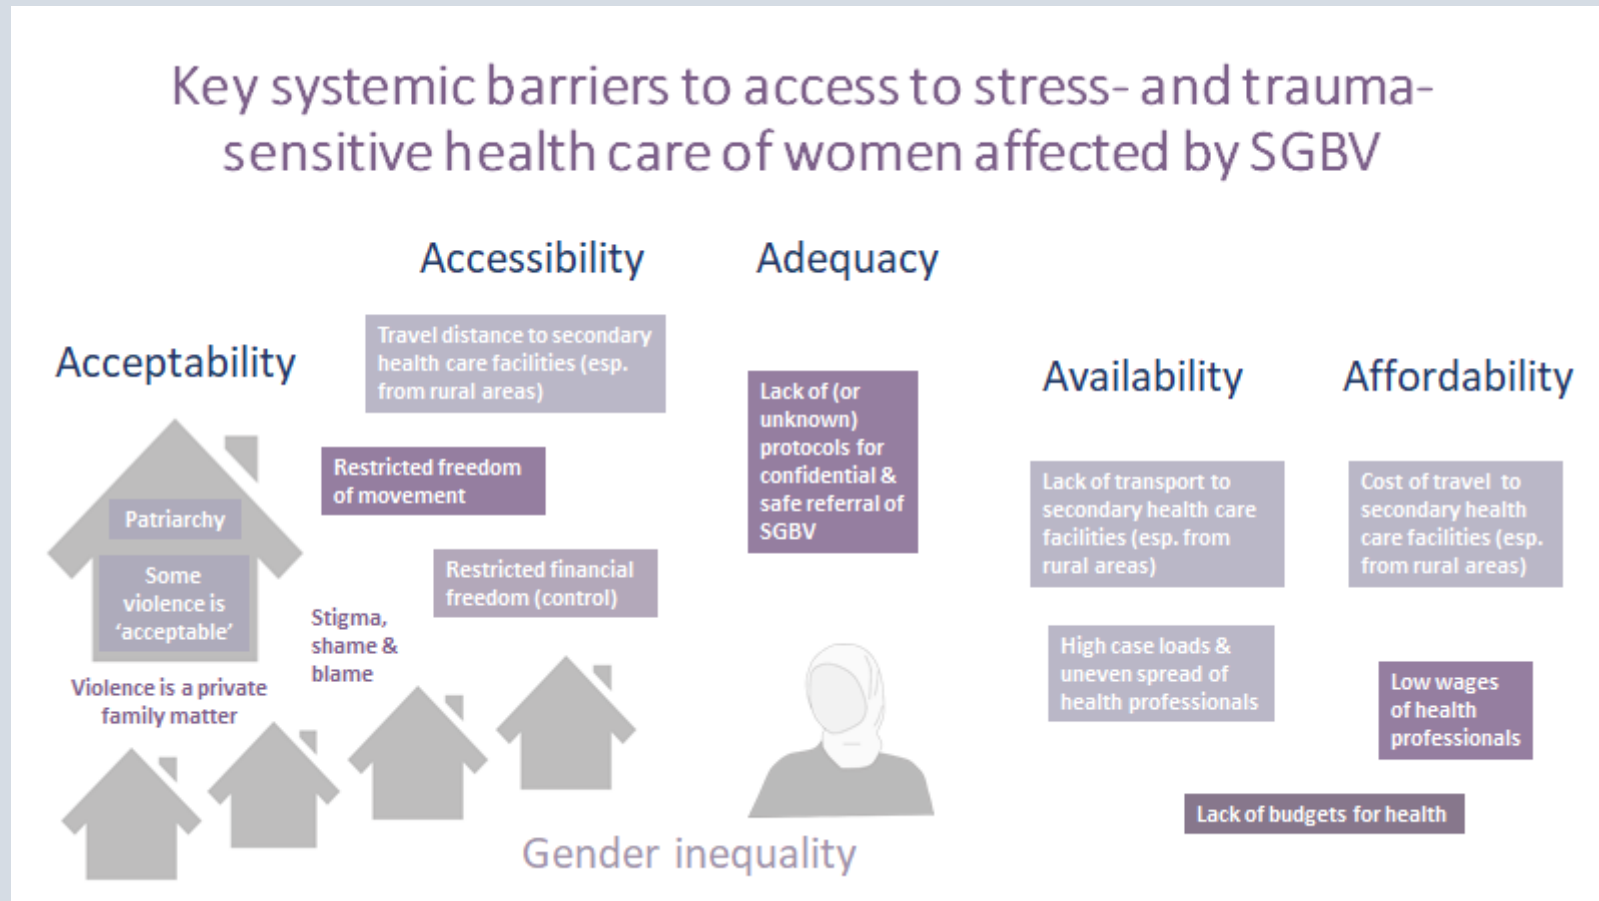 Key systemic barriers to access to stress- and trauma-
sensitive health care of women affected by SGBV
Acceptability
Patriarchy
Some
violence is
‘acceptable’
Violence is a private
family matter
Stigma,
shame &
blame
Accessibility
Travel distance to secondary
health care facilities (esp.
from rural areas)
Restricted freedom
of movement
Restricted financial
freedom (control)
Adequacy
Lack of (or
unknown)
protocols for
confidential &
safe referral of
SGBV
Gender inequality
Availability
Lack of transport to
secondary health care
facilities (esp. from
rural areas)
High case loads &
uneven spread of
health professionals
Affordability
Cost of travel to
secondary health
care facilities (esp.
from rural areas)
Low wages
of health
professionals
Lack of budgets for health